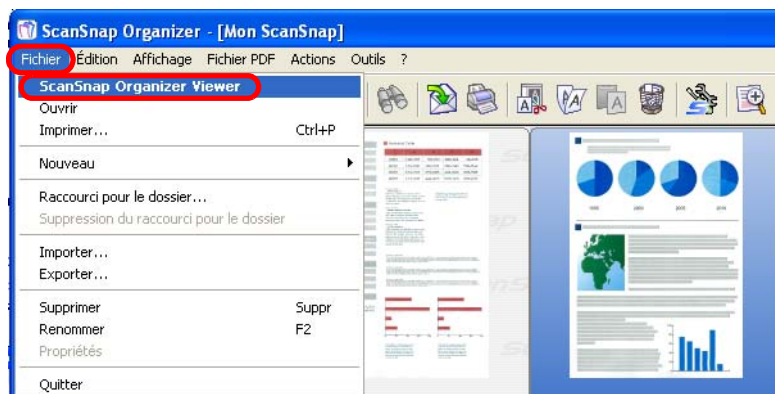 ScanSnap Organizer - [Mon ScanSnap]
Fichier Édition Affichage Fichier PDF Actions Outils ?
ScanSnap Organizer Viewer
Ouvrir
Imprimer... Ctrl+P
Nouveau
Raccourci pour le dossier...
Suppression du raccourci pour le dossier
Importer...
Exporter...
Supprimer Suppr
Renommer F2
Propriétés
Quitter